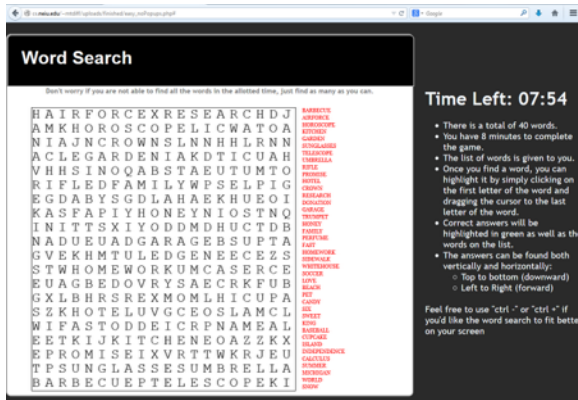 Google
Word Search
Don't worry if you are not able to find all the words in the allotted time, just find as many as you can.
HAIRFORCEXRESEARCHDJ
AMKHOROSCOPELICWATOA
NIAJNCROWNSLNNHHLRNN
ACLEGARDENIAKDTICUAH
VHHSINOQABSTAEUTUMTO
RIFLEDFAMILYWPSELPIG
EGDABYSGDLAHAEKHUEOI
KASFAPIYHONEYNIOSTNQ
INITTSXIYODDMDHUCTDB
NADUEUADGARAGEBSUPTA
GVEKHMTULEDGENEECEZS
STWHOMEWORKUMCASERCE
EUAGBEDOVRYSAECRKFUB
GXLBHRSREXMOMLHICUPA
SZKHOTELUVGCEOSLAMCL
WIFASTODDEICRPNAMEAL
EETKIJKITCHENEOAZZKX
EPROMISEIXVRTTWKRJEU
TPSUNGLASSESUMBRELLA
BARBECUEPTELESCOPEKI
BARBECUE
AIRFORCE
HOROSCOPE
KITCHEN
GARDEN
SUNGLASSES
TELESCOPE
UMBRELLA
RIFLE
PROMISE
HOTEL
CROWN
RESEARCH
DONATION
GARAGE
TRUMPET
HONEY
FAMILY
PERFUME
FAST
HOMEWORK
SIDEWALK
WHITEHOUSE
SOCCER
LOVE
BEACH
PET
CANDY
SIX
SWEET
KING
BASEBALL
CUPCAKE
ISLAND
INDEPENDENCE
CALCULUS
SUMMER
MICHIGAN
WORLD
SNOW
Time Left: 07:54
There is a total of 40 words.
You have 8 minutes to complete
the game.
The list of words is given to you.
Once you find a word, you can
highlight it by simply clicking on
the first letter of the word and
dragging the cursor to the last
letter of the word.
Correct answers will be
highlighted in green as well as the
words on the list.
The answers can be found both
vertically and horizontally:
Top to bottom (downward)
Left to Right (forward)
Feel free to use "ctrl -" or "ctrl +" if
you'd like the word search to fit better
on your screen